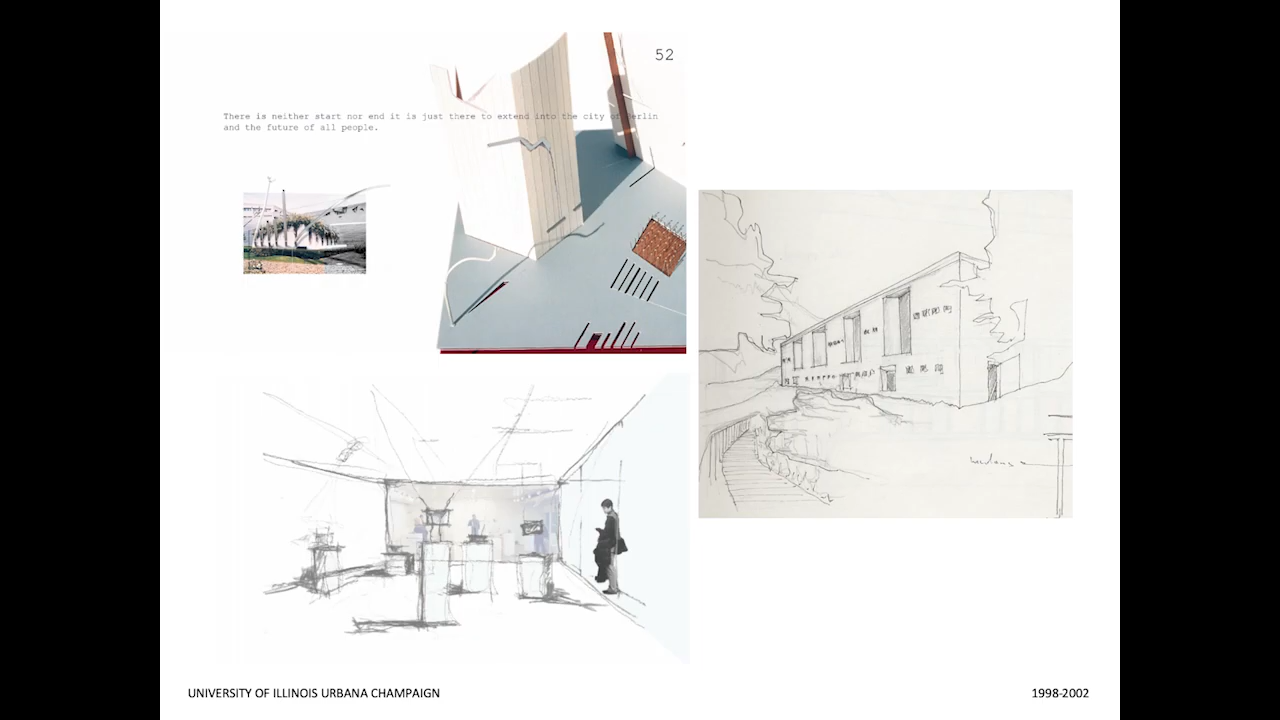 52
There is neither start nor end it is just there to extend into the city of Berlin
and the future of all people.
UNIVERSITY OF ILLINOIS URBANA CHAMPAIGN
1998-2002